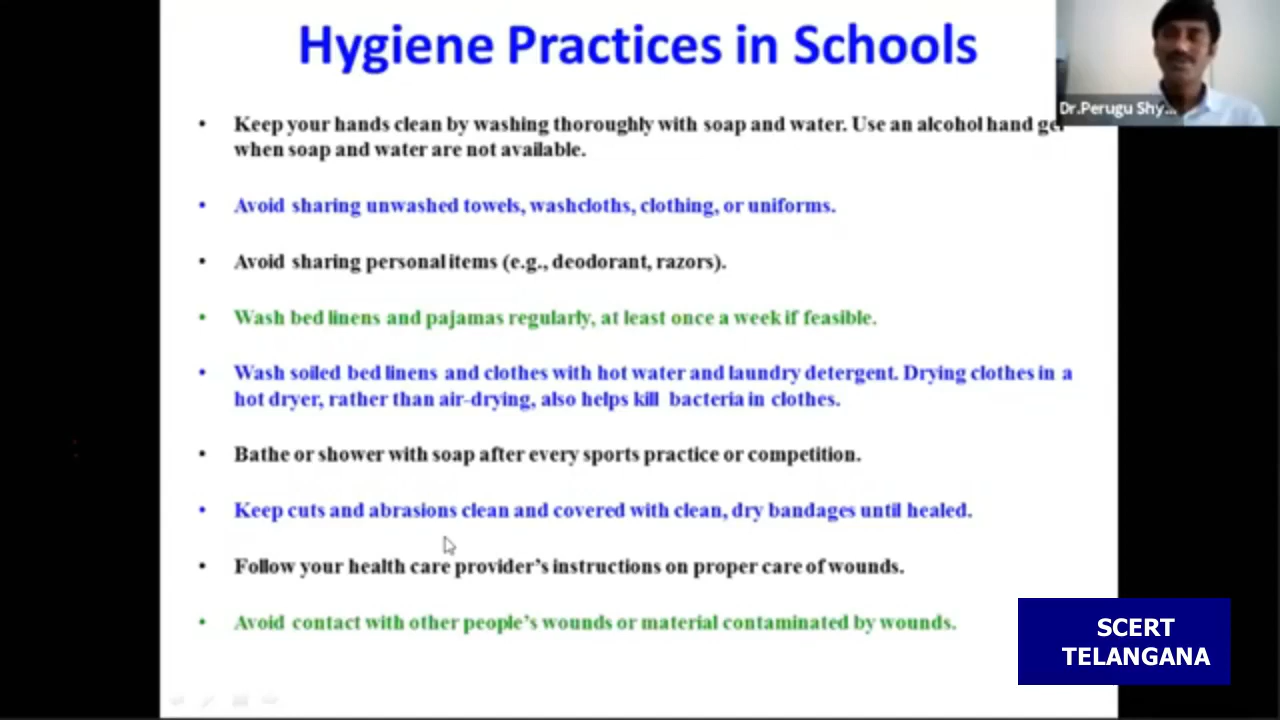 Hygiene Practices in Schools
Dr.Perugu Shy...
• Keep your hands clean by washing thoroughly with soap and water. Use an alcohol hand gel
when soap and water are not available.
• Avoid sharing unwashed towels, washcloths, clothing, or uniforms.
• Avoid sharing personal items (e.g., deodorant, razors).
• Wash bed linens and pajamas regularly, at least once a week if feasible.
• Wash soiled bed linens and clothes with hot water and laundry detergent. Drying clothes in a
hot dryer, rather than air-drying, also helps kill bacteria in clothes.
• Bathe or shower with soap after every sports practice or competition.
• Keep cuts and abrasions clean and covered with clean, dry bandages until healed.
• Follow your health care provider’s instructions on proper care of wounds.
• Avoid contact with other people’s wounds or material contaminated by wounds.
SCERT
TELANGANA